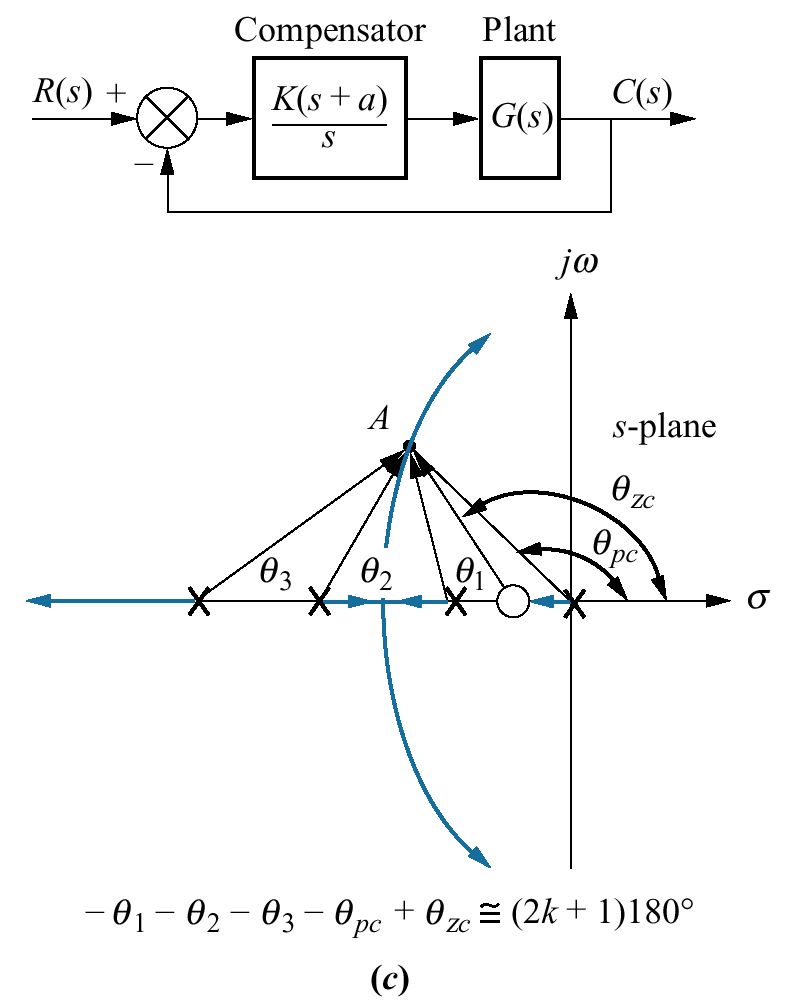 Compensator Plant
R(s) + K(s + a) G(s) C(s)
s
−
jω
A
s-plane
θzc
θpc
θ3 θ2 θ1
σ
− θ1 − θ2 − θ3 − θpc + θzc ≅ (2k + 1)180°
(c)